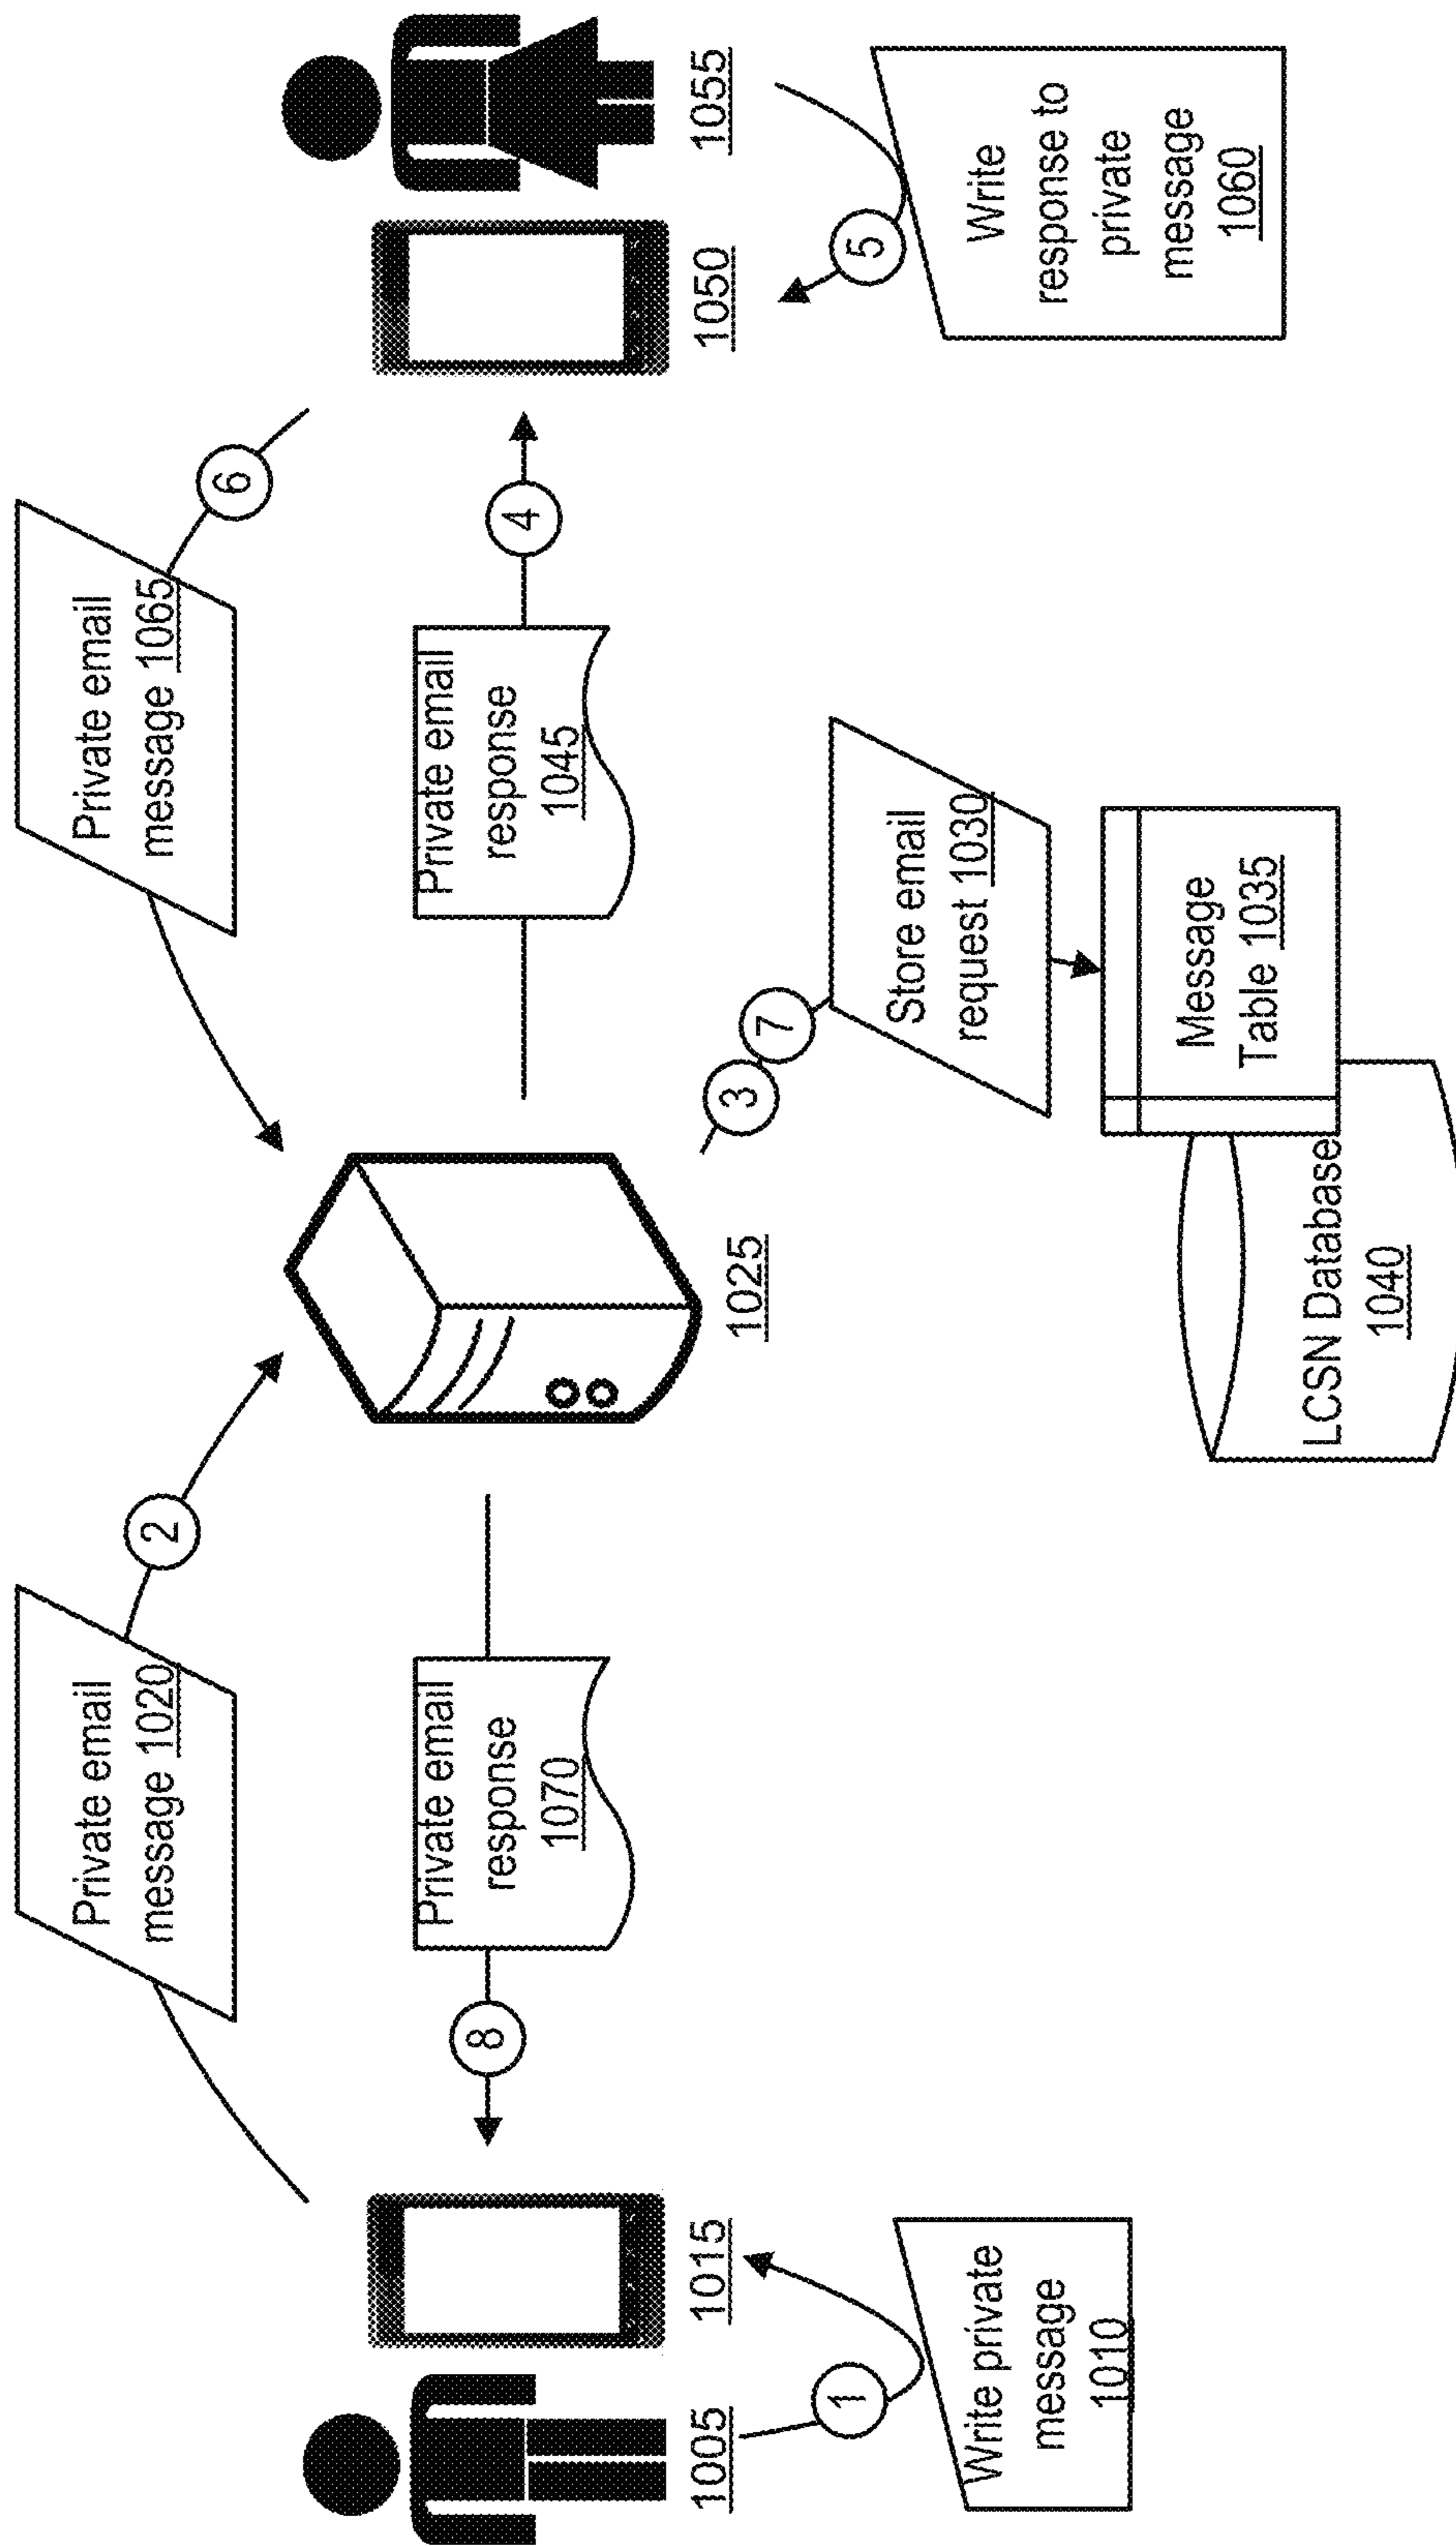 Private email
message 1020
2
Private email
message 1065
6
Private email
response
1070
8
Private email
response
1045
4
1005
1015
1025
1050
1055
1
Write private
message
1010
3
7
Store email
request 1030
Message
Table 1035
LCSN Database
1040
5
Write
response to
private
message
1060